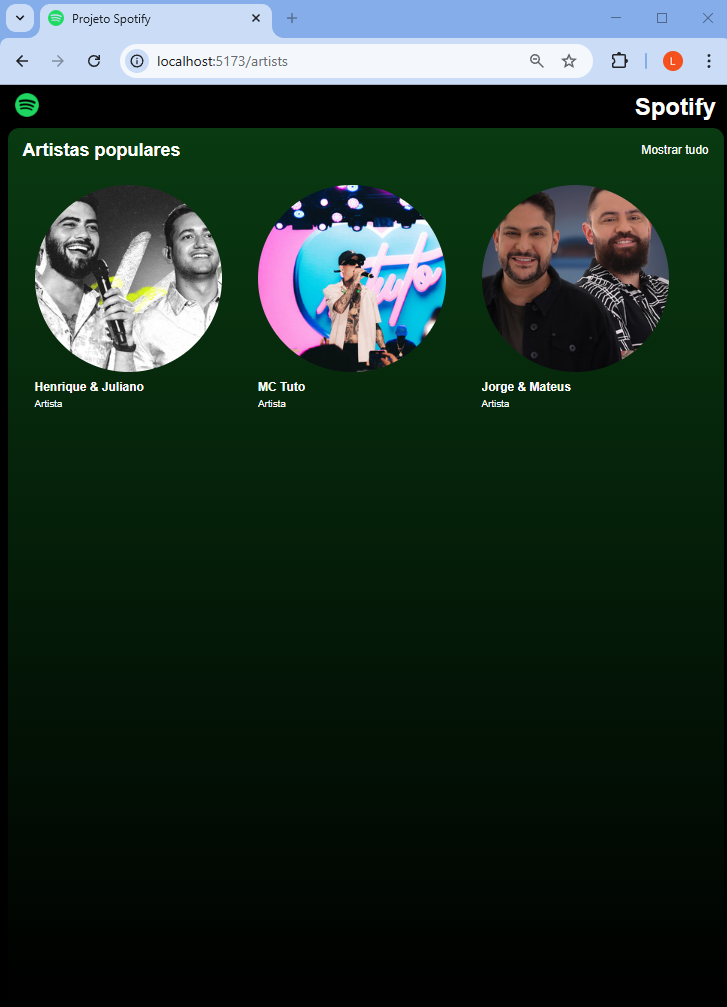 Projeto Spotify
localhost:5173/artists
L
Spotify
Artistas populares
Mostrar tudo
tuto
Henrique & Juliano
Artista
MC Tuto
Artista
Jorge & Mateus
Artista